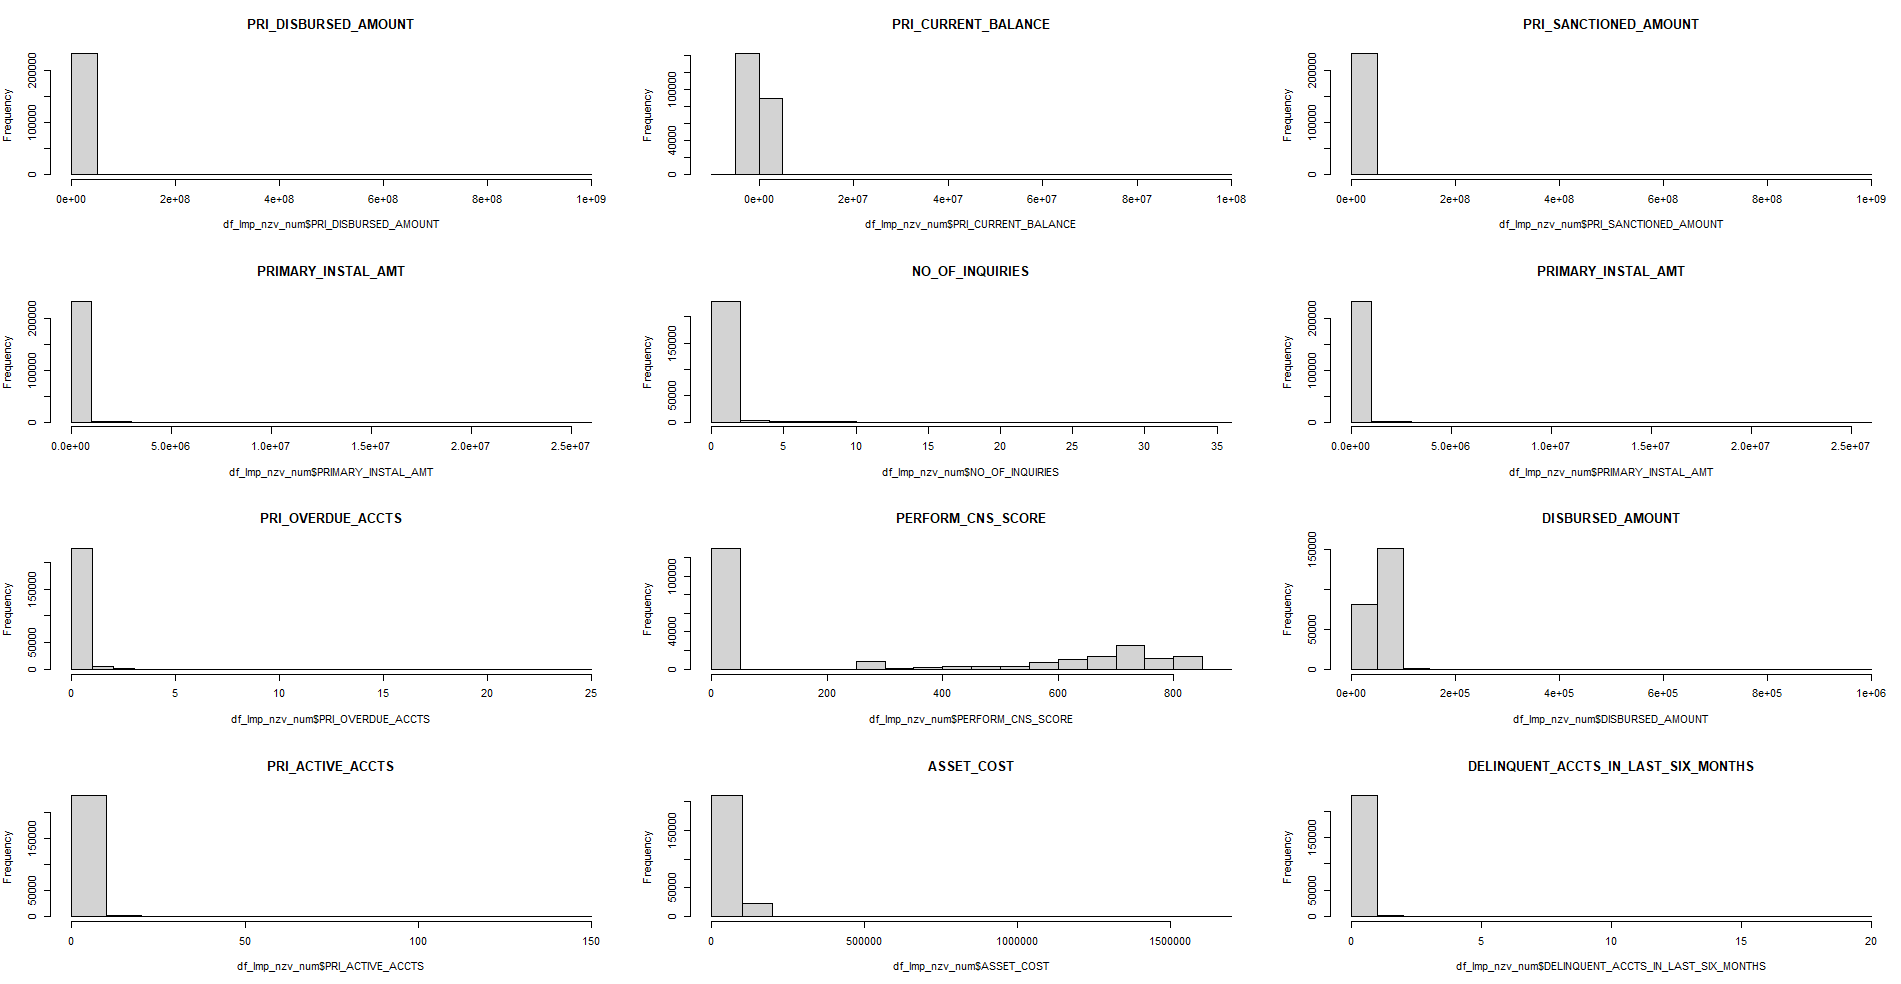 PRI_DISBURSED_AMOUNT
Frequency
0 100000 200000
0e+00 2e+08 4e+08 6e+08 8e+08 1e+09
df_Imp_nzv_num$PRI_DISBURSED_AMOUNT
PRI_CURRENT_BALANCE
Frequency
0 40000 100000
0e+00 2e+07 4e+07 6e+07 8e+07 1e+08
df_Imp_nzv_num$PRI_CURRENT_BALANCE
PRI_SANCTIONED_AMOUNT
Frequency
0 100000 200000
0e+00 2e+08 4e+08 6e+08 8e+08 1e+09
df_Imp_nzv_num$PRI_SANCTIONED_AMOUNT
PRIMARY_INSTAL_AMT
Frequency
0 100000 200000
0.0e+00 5.0e+06 1.0e+07 1.5e+07 2.0e+07 2.5e+07
df_Imp_nzv_num$PRIMARY_INSTAL_AMT
NO_OF_INQUIRIES
Frequency
0 50000 150000
0 5 10 15 20 25 30 35
df_Imp_nzv_num$NO_OF_INQUIRIES
PRIMARY_INSTAL_AMT
Frequency
0 100000 200000
0.0e+00 5.0e+06 1.0e+07 1.5e+07 2.0e+07 2.5e+07
df_Imp_nzv_num$PRIMARY_INSTAL_AMT
PRI_OVERDUE_ACCTS
Frequency
0 50000 150000
0 5 10 15 20 25
df_Imp_nzv_num$PRI_OVERDUE_ACCTS
PERFORM_CNS_SCORE
Frequency
0 40000 100000
0 200 400 600 800
df_Imp_nzv_num$PERFORM_CNS_SCORE
DISBURSED_AMOUNT
Frequency
0 50000 150000
0e+00 2e+05 4e+05 6e+05 8e+05 1e+06
df_Imp_nzv_num$DISBURSED_AMOUNT
PRI_ACTIVE_ACCTS
Frequency
0 50000 150000
0 50 100 150
df_Imp_nzv_num$PRI_ACTIVE_ACCTS
ASSET_COST
Frequency
0 50000 150000
0 500000 1000000 1500000
df_Imp_nzv_num$ASSET_COST
DELINQUENT_ACCTS_IN_LAST_SIX_MONTHS
Frequency
0 50000 150000
0 5 10 15 20
df_Imp_nzv_num$DELINQUENT_ACCTS_IN_LAST_SIX_MONTHS